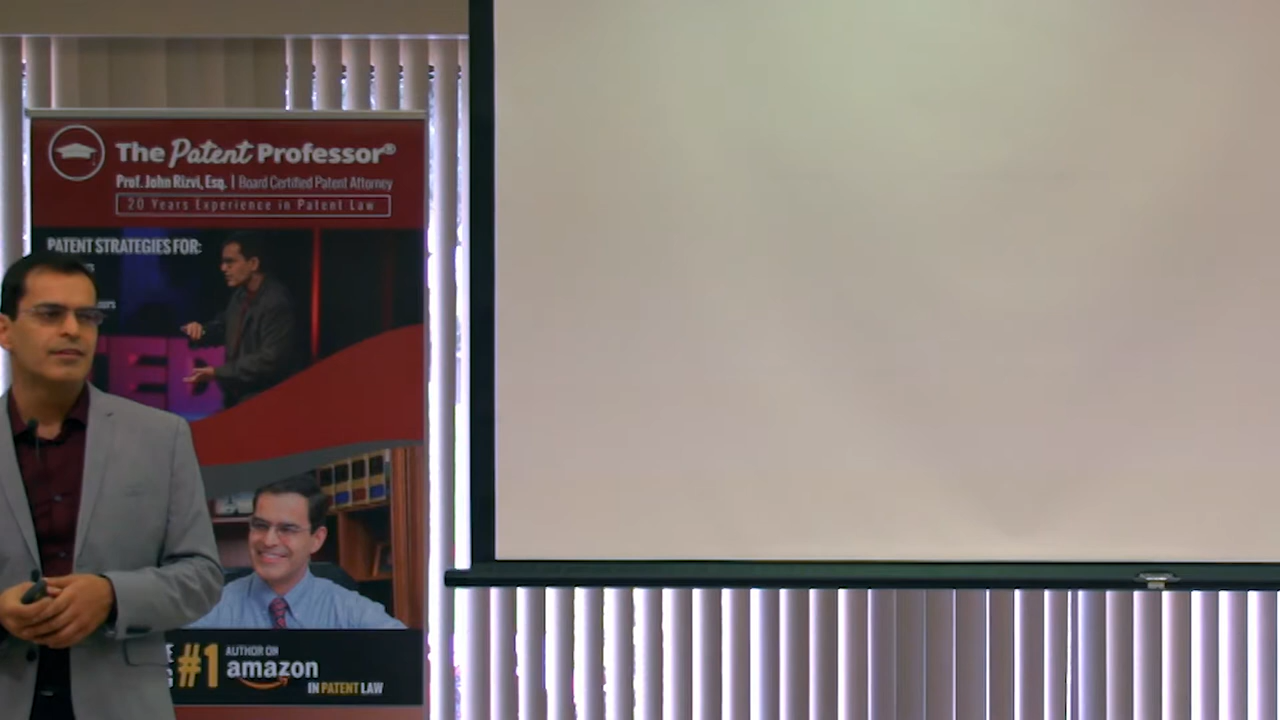 The Patent Professor®
Prof. John Rizvi, Esq. | Board Certified Patent Attorney
20 Years Experience in Patent Law
PATENT STRATEGIES FOR:
TED
#1 AUTHOR ON
amazon
IN PATENT LAW